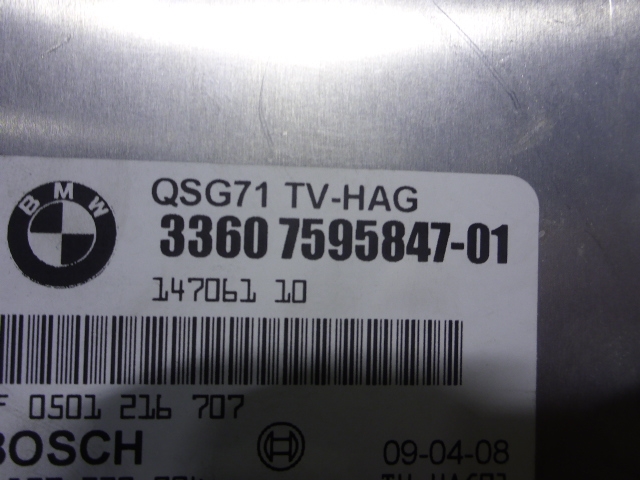 BMW
QSG71 TV-HAG
3360 7595847-01
147061 10
F 0501 216 707
BOSCH
09-04-08